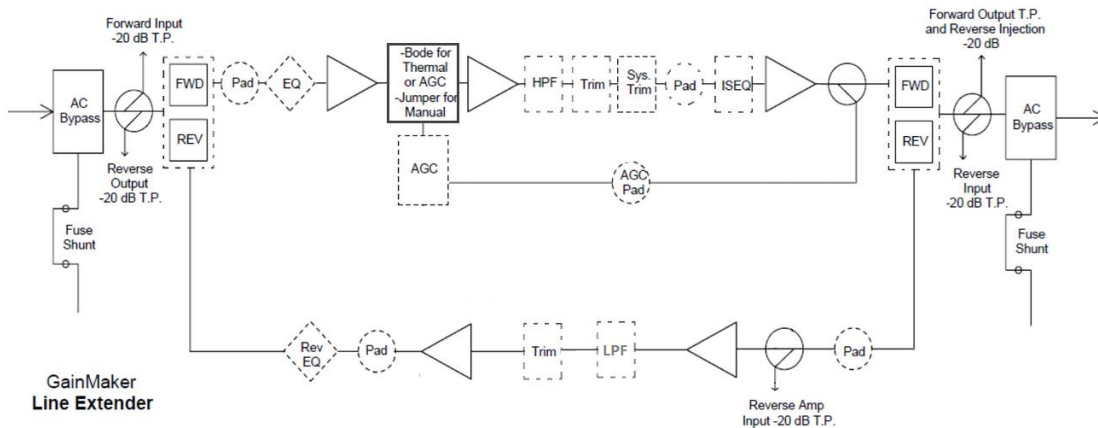 Forward Input
-20 dB T.P.
Forward Output T.P.
and Reverse Injection
-20 dB
AC
Bypass
FWD
REV
Pad
EQ
-Bode for
Thermal
or AGC
-Jumper for
Manual
HPF
Trim
Sys.
Trim
Pad
ISEQ
FWD
REV
AC
Bypass
AGC
AGC
Pad
Reverse
Output
-20 dB T.P.
Reverse
Input
-20 dB T.P.
Fuse
Shunt
Fuse
Shunt
Rev
EQ
Pad
Trim
LPF
Pad
Reverse Amp
Input -20 dB T.P.
GainMaker
Line Extender